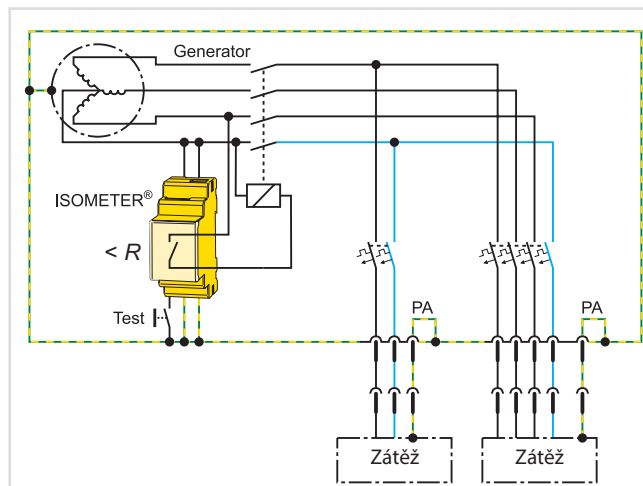 Generator
ISOMETER®
< R
Test
PA
PA
Zátěž
Zátěž